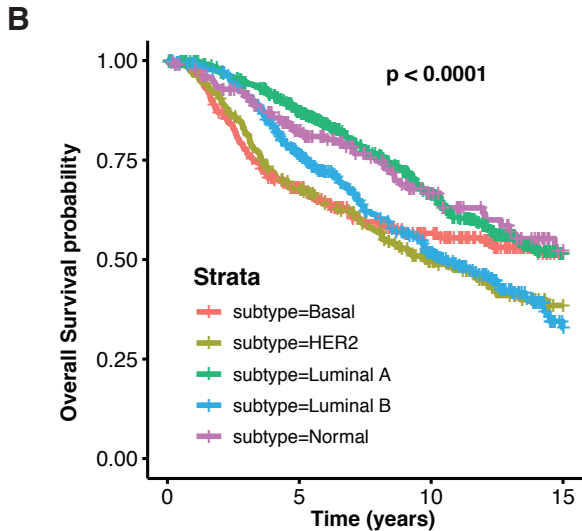 B
Overall Survival probability
1.00
0.75
0.50
0.25
0.00
p < 0.0001
Strata
subtype=Basal
subtype=HER2
subtype=Luminal A
subtype=Luminal B
subtype=Normal
0 5 10 15
Time (years)